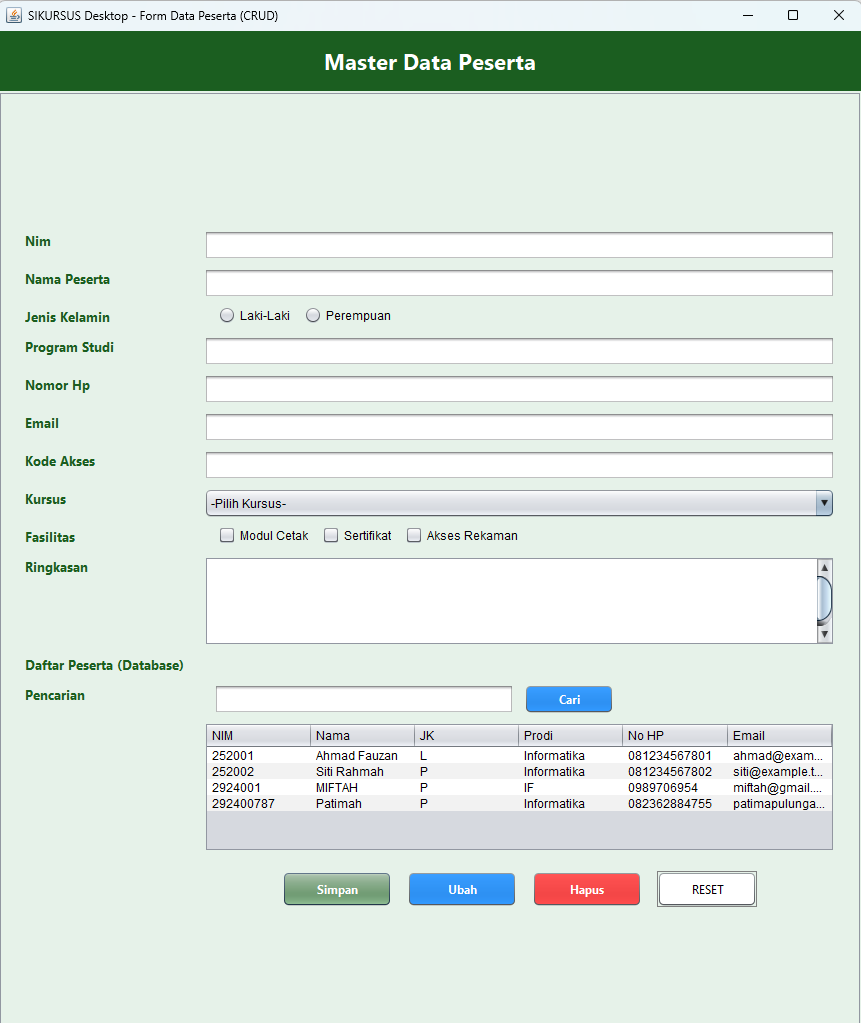 SIKURSUS Desktop - Form Data Peserta (CRUD)
Master Data Peserta
Nim
Nama Peserta
Jenis Kelamin Laki-Laki Perempuan
Program Studi
Nomor Hp
Email
Kode Akses
Kursus -Pilih Kursus-
Fasilitas Modul Cetak Sertifikat Akses Rekaman
Ringkasan
Daftar Peserta (Database)
Pencarian Cari
NIM Nama JK Prodi No HP Email
252001 Ahmad Fauzan L Informatika 081234567801 ahmad@exam...
252002 Siti Rahmah P Informatika 081234567802 siti@example.t...
2924001 MIFTAH P IF 0989706954 miftah@gmail....
292400787 Patimah P Informatika 082362884755 patimapulunga...
Simpan Ubah Hapus RESET